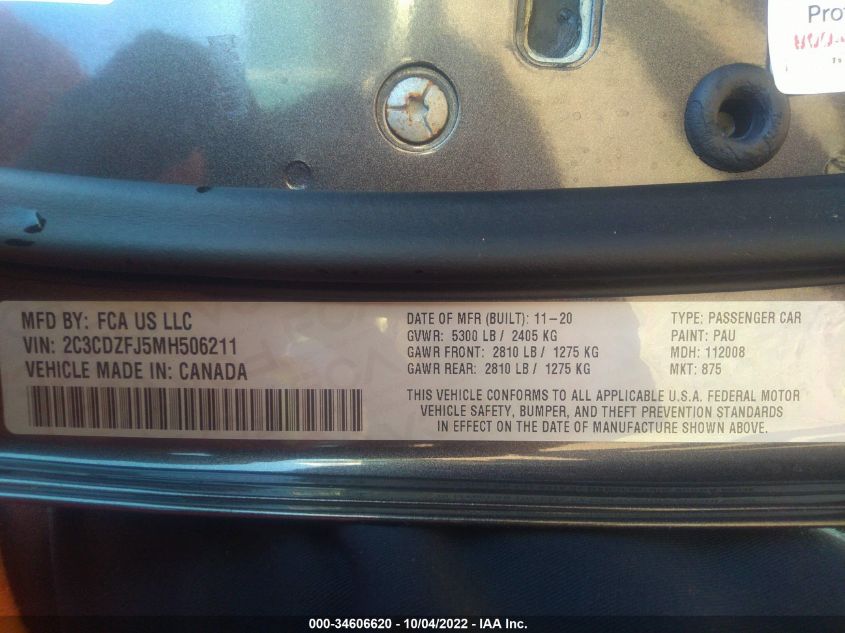 Pro
MFD BY: FCA US LLC
VIN: 2C3CDZFJ5MH506211
VEHICLE MADE IN: CANADA
DATE OF MFR (BUILT): 11-20
GVWR: 5300 LB / 2405 KG
GAWR FRONT: 2810 LB / 1275 KG
GAWR REAR: 2810 LB / 1275 KG
TYPE: PASSENGER CAR
PAINT: PAU
MDH: 112008
MKT: 875
THIS VEHICLE CONFORMS TO ALL APPLICABLE U.S.A. FEDERAL MOTOR
VEHICLE SAFETY, BUMPER, AND THEFT PREVENTION STANDARDS
IN EFFECT ON THE DATE OF MANUFACTURE SHOWN ABOVE.
000-34606620 - 10/04/2022 - IAA Inc.